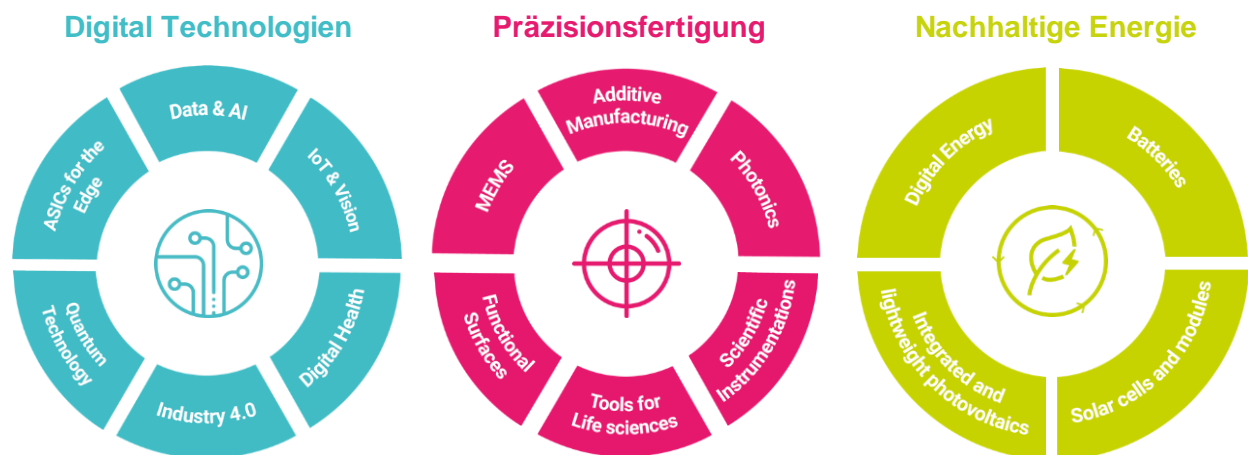 Digital Technologien
Data & AI
IoT & Vision
Digital Health
Industry 4.0
Quantum
Technology
ASICs for the
Edge
Präzisionsfertigung
Additive
Manufacturing
Photonics
Scientific
Instrumentations
Tools for
Life sciences
Functional
Surfaces
MEMS
Nachhaltige Energie
Batteries
Solar cells and modules
Integrated and
lightweight photovoltaics
Digital Energy